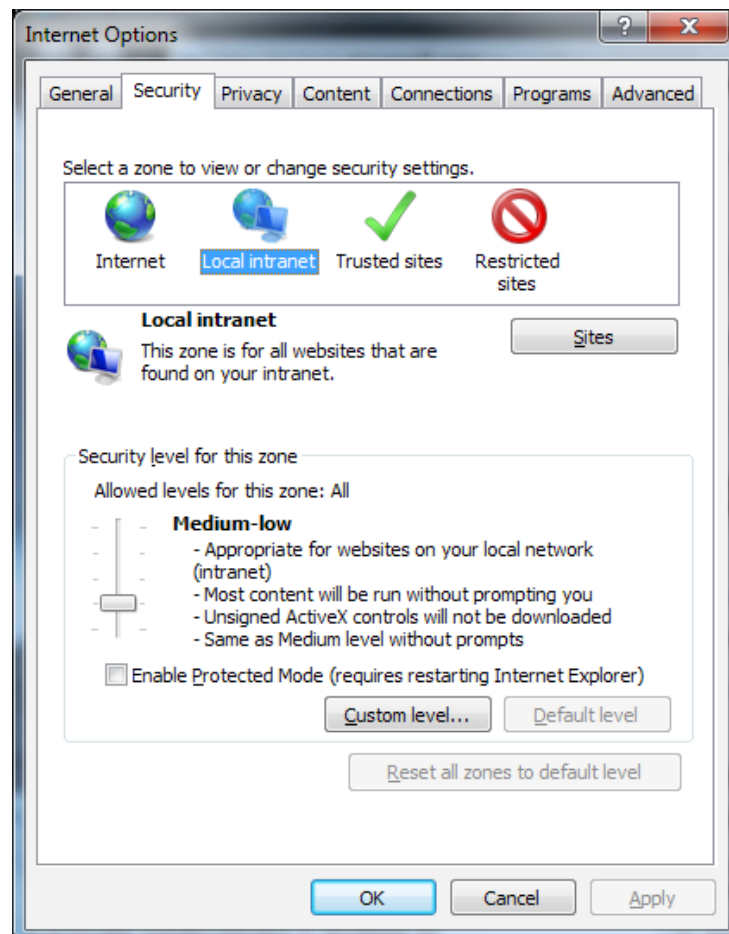 Internet Options
?
X
General Security Privacy Content Connections Programs Advanced
Select a zone to view or change security settings.
Internet Local intranet Trusted sites Restricted
sites
Local intranet
Sites
This zone is for all websites that are
found on your intranet.
Security level for this zone
Allowed levels for this zone: All
Medium-low
- Appropriate for websites on your local network
(intranet)
- Most content will be run without prompting you
- Unsigned ActiveX controls will not be downloaded
- Same as Medium level without prompts
Enable Protected Mode (requires restarting Internet Explorer)
Custom level... Default level
Reset all zones to default level
OK Cancel Apply